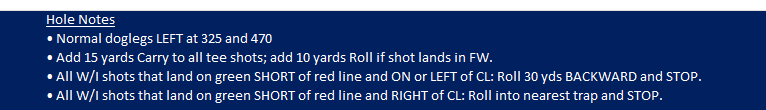 Hole Notes
• Normal doglegs LEFT at 325 and 470
• Add 15 yards Carry to all tee shots; add 10 yards Roll if shot lands in FW.
• All W/I shots that land on green SHORT of red line and ON or LEFT of CL: Roll 30 yds BACKWARD and STOP.
• All W/I shots that land on green SHORT of red line and RIGHT of CL: Roll into nearest trap and STOP.